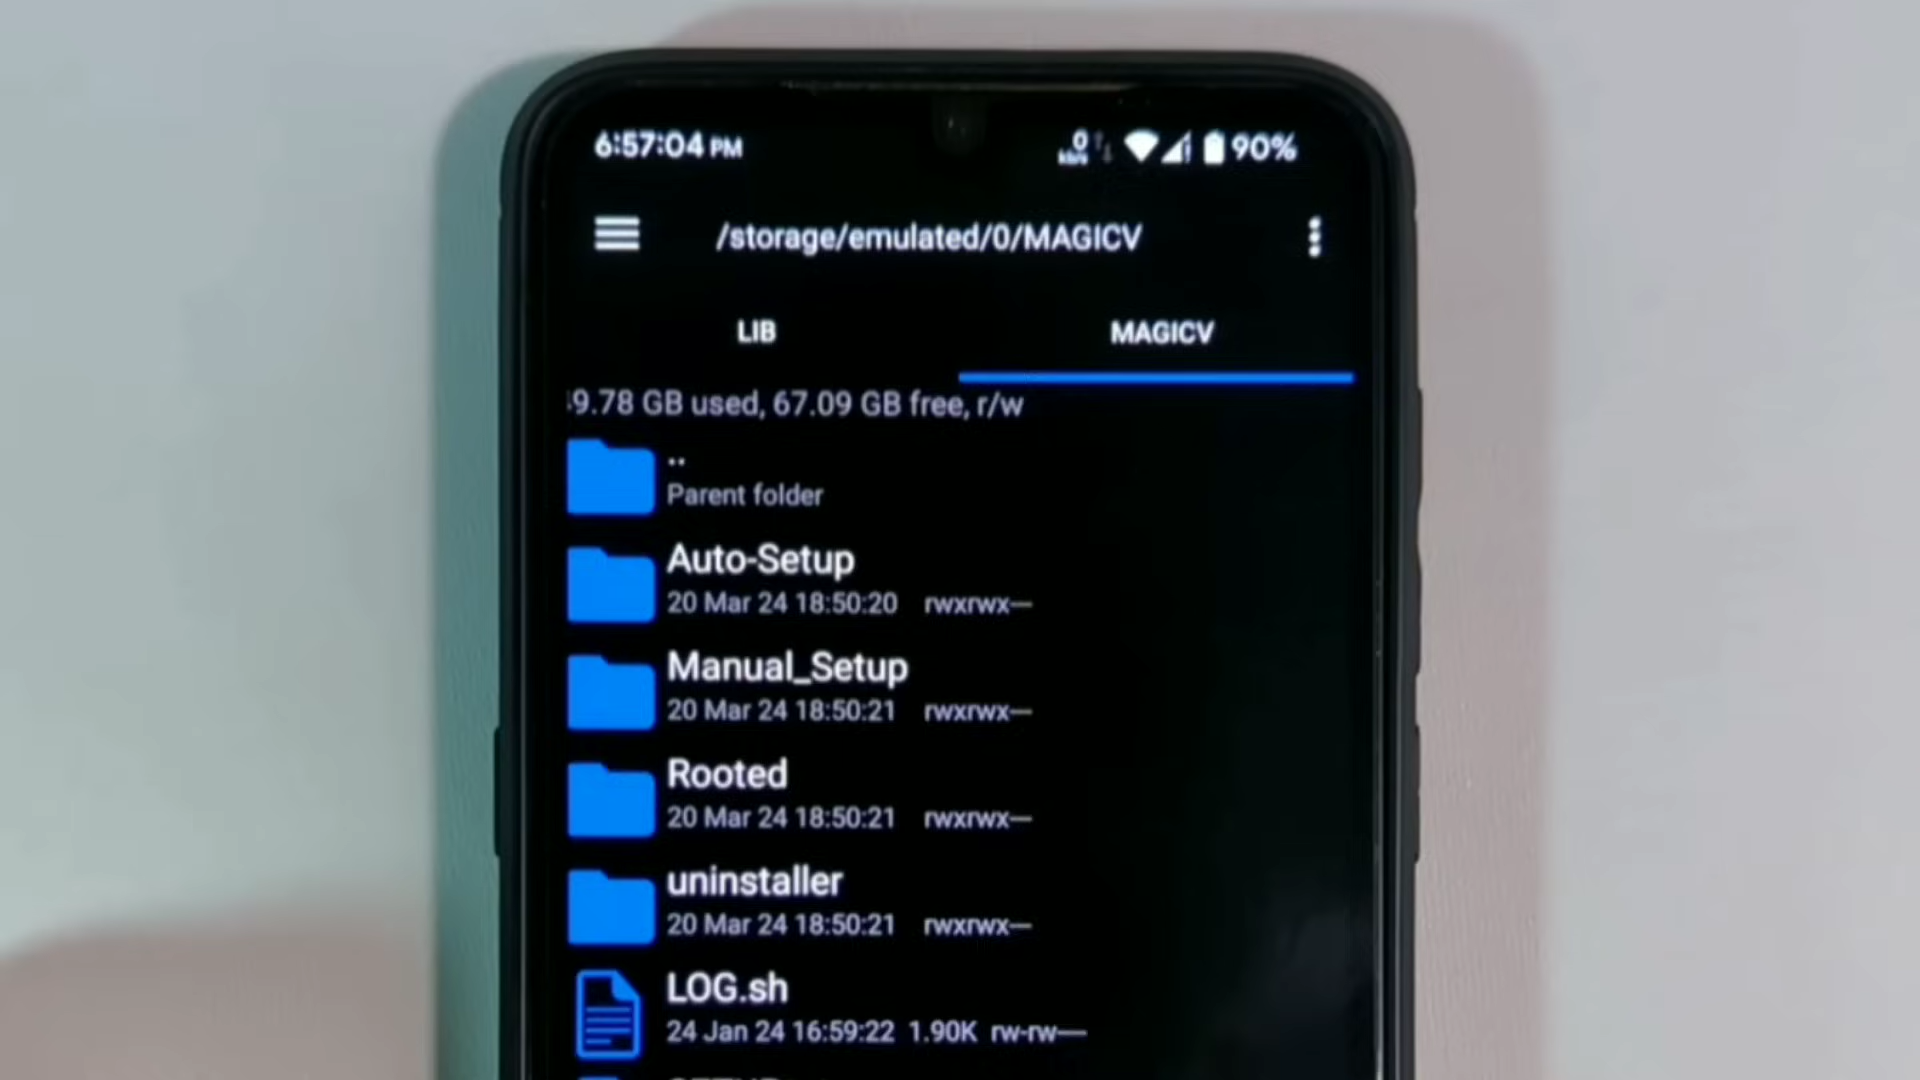 6:57:04 PM 0 kB/s 90%
/storage/emulated/0/MAGICV
LIB MAGICV
9.78 GB used, 67.09 GB free, r/w
..
Parent folder
Auto-Setup
20 Mar 24 18:50:20 rwxrwx---
Manual_Setup
20 Mar 24 18:50:21 rwxrwx---
Rooted
20 Mar 24 18:50:21 rwxrwx---
uninstaller
20 Mar 24 18:50:21 rwxrwx---
LOG.sh
24 Jan 24 16:59:22 1.90K rw-rw----